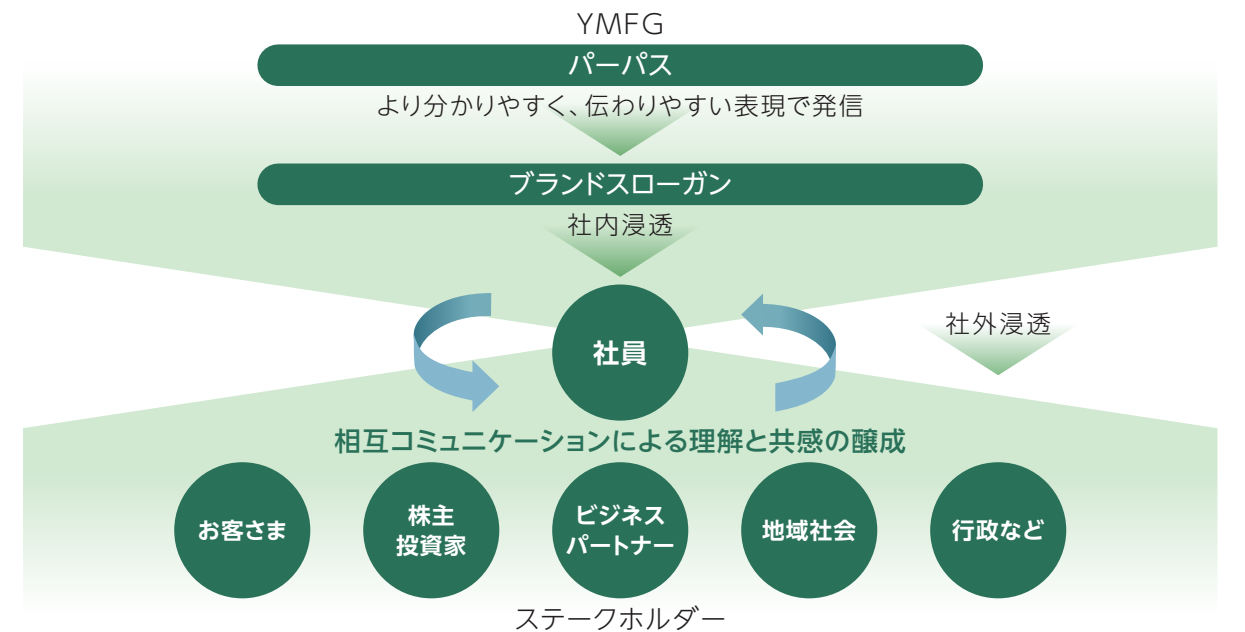 YMFG
パーパス
より分かりやすく、伝わりやすい表現で発信
ブランドスローガン
社内浸透
社外浸透
社員
相互コミュニケーションによる理解と共感の醸成
お客さま
株主
投資家
ビジネス
パートナー
地域社会
行政など
ステークホルダー